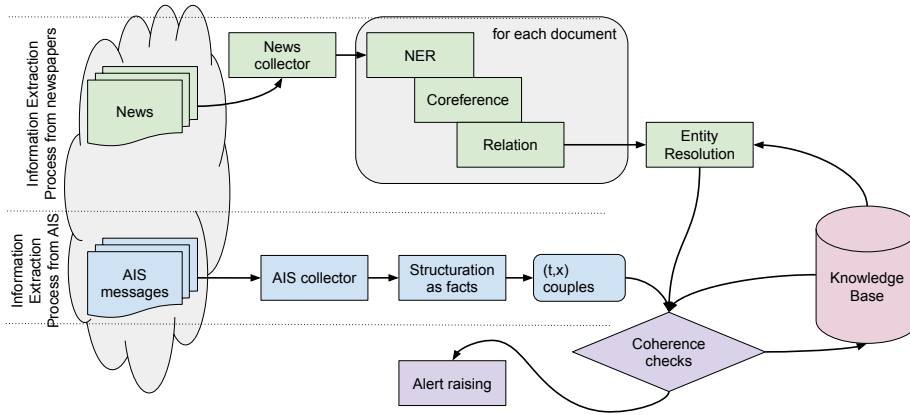 Information Extraction
Process from newspapers
News
News
collector
for each document
NER
Coreference
Relation
Entity
Resolution
Information
Extraction
Process from AIS
AIS
messages
AIS collector
Structuration
as facts
(t,x)
couples
Knowledge
Base
Coherence
checks
Alert raising